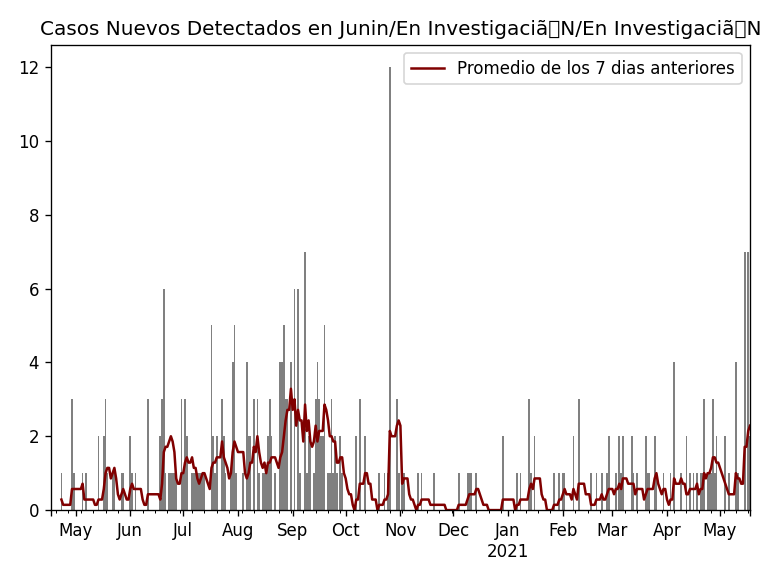 Casos Nuevos Detectados en Junin/En Investigaciã▯N/En Investigaciã▯N
Promedio de los 7 dias anteriores
12
10
8
6
4
2
0
May Jun Jul Aug Sep Oct Nov Dec Jan Feb Mar Apr May
2021